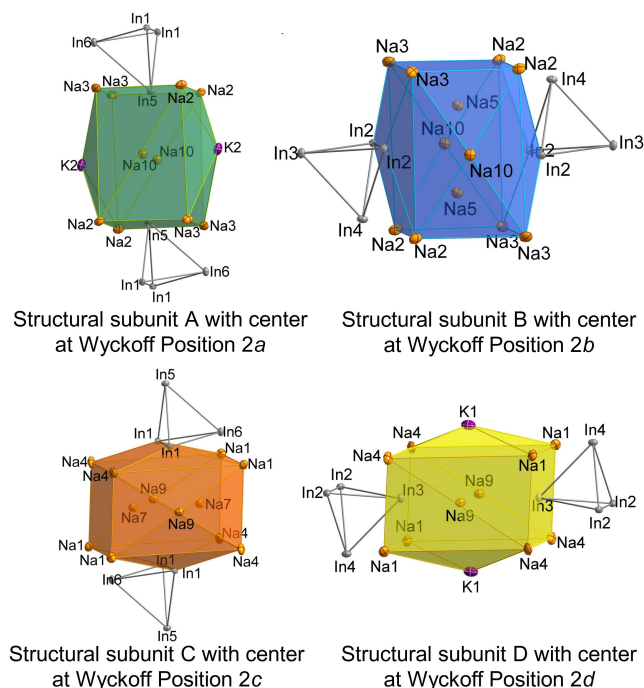 In1
In1
In6
Na3
Na3
In5
Na2
Na2
K2
K2
Na10
Na10
Na2
Na2
In5
Na3
Na3
In6
In1
In1
Structural subunit A with center
at Wyckoff Position 2a
Na3
Na3
Na2
Na2
In4
Na5
In2
In2
Na10
In3
In2
In2
In3
Na10
Na5
In4
Na2
Na2
Na3
Na3
Structural subunit B with center
at Wyckoff Position 2b
In5
In1
In1
In6
Na1
Na1
Na4
Na4
Na9
Na7
Na7
Na9
Na4
Na1
Na1
In1
In1
Na4
In6
In5
Structural subunit C with center
at Wyckoff Position 2c
K1
Na4
Na4
Na1
Na1
In4
In2
In2
In3
Na9
Na9
In3
In2
In2
Na1
Na4
In4
Na1
Na4
K1
Structural subunit D with center
at Wyckoff Position 2d